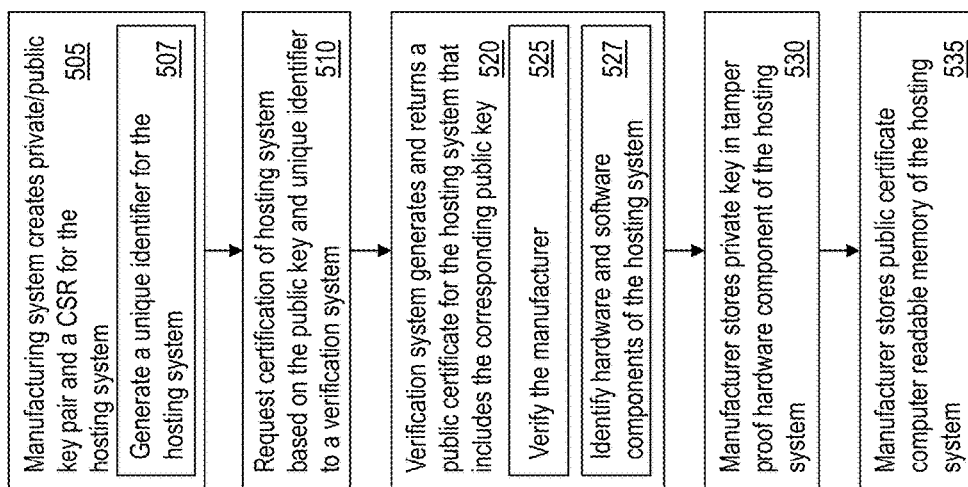 Manufacturing system creates private/public
key pair and a CSR for the
hosting system
505
Generate a unique identifier for the
hosting system
507
Request certification of hosting system
based on the public key and unique identifier
to a verification system
510
Verification system generates and returns a
public certificate for the hosting system that
includes the corresponding public key
520
Verify the manufacturer
525
Identify hardware and software
components of the hosting system
527
Manufacturer stores private key in tamper
proof hardware component of the hosting
system
530
Manufacturer stores public certificate
computer readable memory of the hosting
system
535